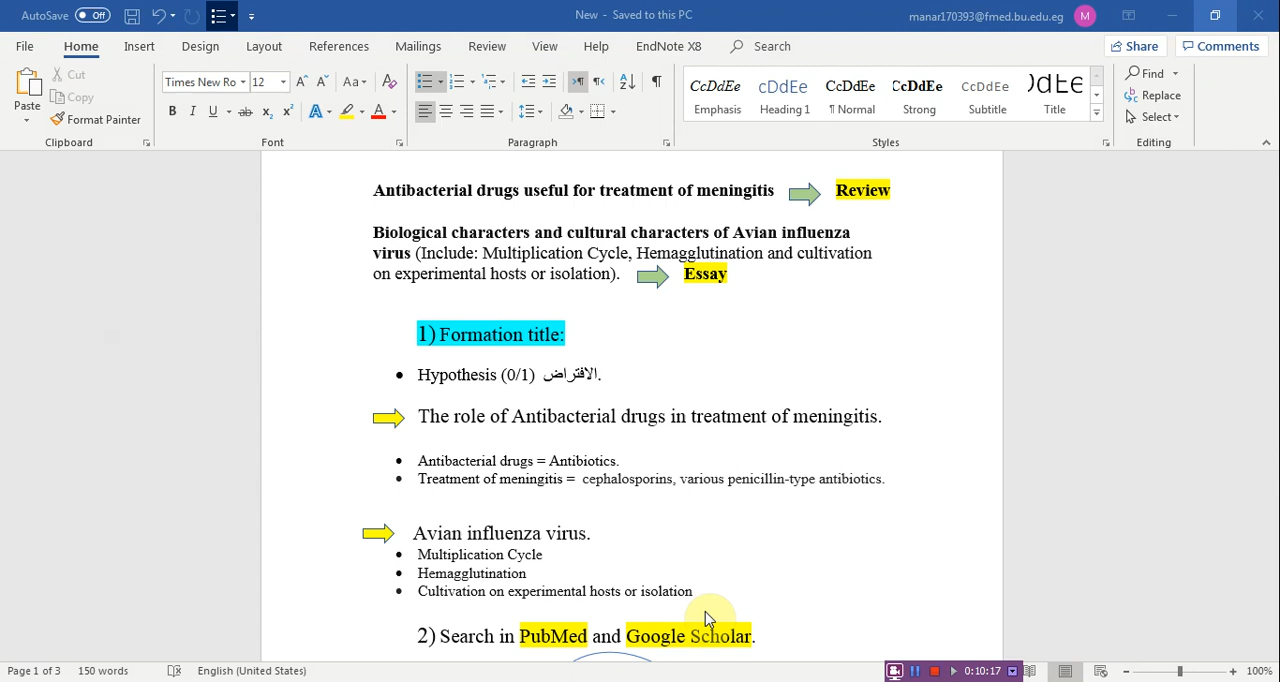 AutoSave Off
New - Saved to this PC
manar170393@fmed.bu.edu.eg M
File Home Insert Design Layout References Mailings Review View Help EndNote X8 Search Share Comments
Paste
Cut
Copy
Format Painter
Times New Ro 12
Emphasis
Heading 1
¶ Normal
Strong
Subtitle
Title
Find
Replace
Select
Clipboard Font Paragraph Styles Editing
Antibacterial drugs useful for treatment of meningitis Review
Biological characters and cultural characters of Avian influenza
virus (Include: Multiplication Cycle, Hemagglutination and cultivation
on experimental hosts or isolation). Essay
1) Formation title:
• Hypothesis (0/1) الافتراض.
The role of Antibacterial drugs in treatment of meningitis.
• Antibacterial drugs = Antibiotics.
• Treatment of meningitis = cephalosporins, various penicillin-type antibiotics.
Avian influenza virus.
• Multiplication Cycle
• Hemagglutination
• Cultivation on experimental hosts or isolation
2) Search in PubMed and Google Scholar.
Page 1 of 3 150 words English (United States) 0:10:17 100%